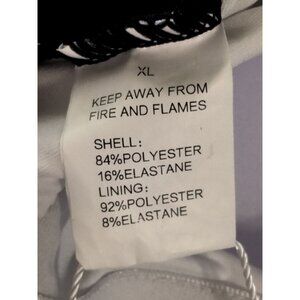 XL
KEEP AWAY FROM
FIRE AND FLAMES
SHELL:
84%POLYESTER
16%ELASTANE
LINING:
92%POLYESTER
8%ELASTANE